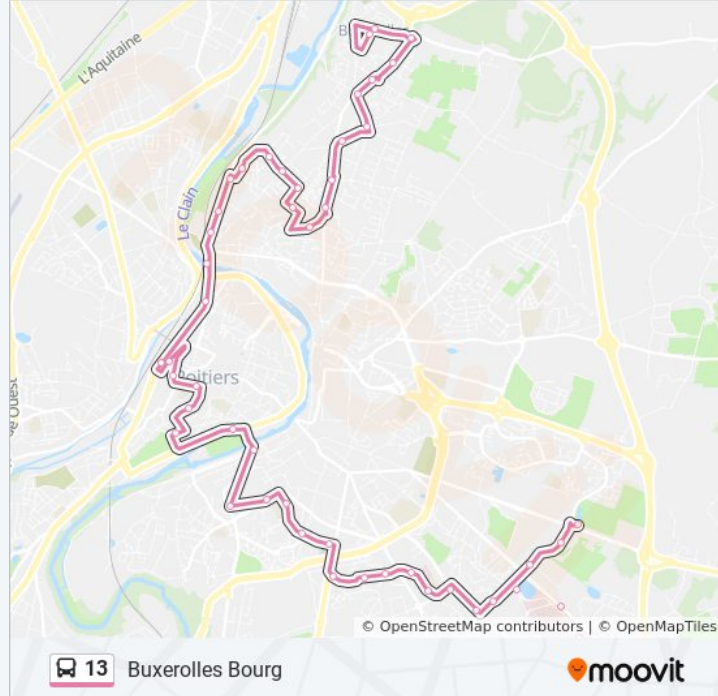 L'Aquitaine
Le Clain
Poitiers
© OpenStreetMap contributors | © OpenMapTiles
13 Buxerolles Bourg
moovit